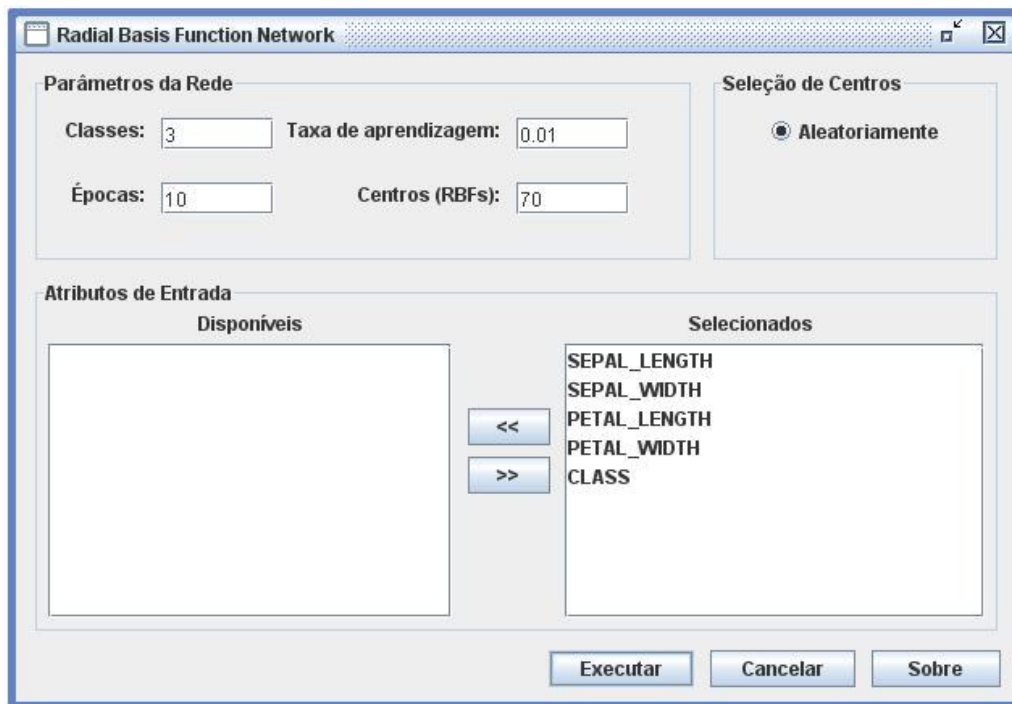 Radial Basis Function Network
Parâmetros da Rede
Classes: 3 Taxa de aprendizagem: 0.01
Épocas: 10 Centros (RBFs): 70
Seleção de Centros
Aleatoriamente
Atributos de Entrada
Disponíveis
<<
>>
Selecionados
SEPAL_LENGTH
SEPAL_WIDTH
PETAL_LENGTH
PETAL_WIDTH
CLASS
Executar Cancelar Sobre